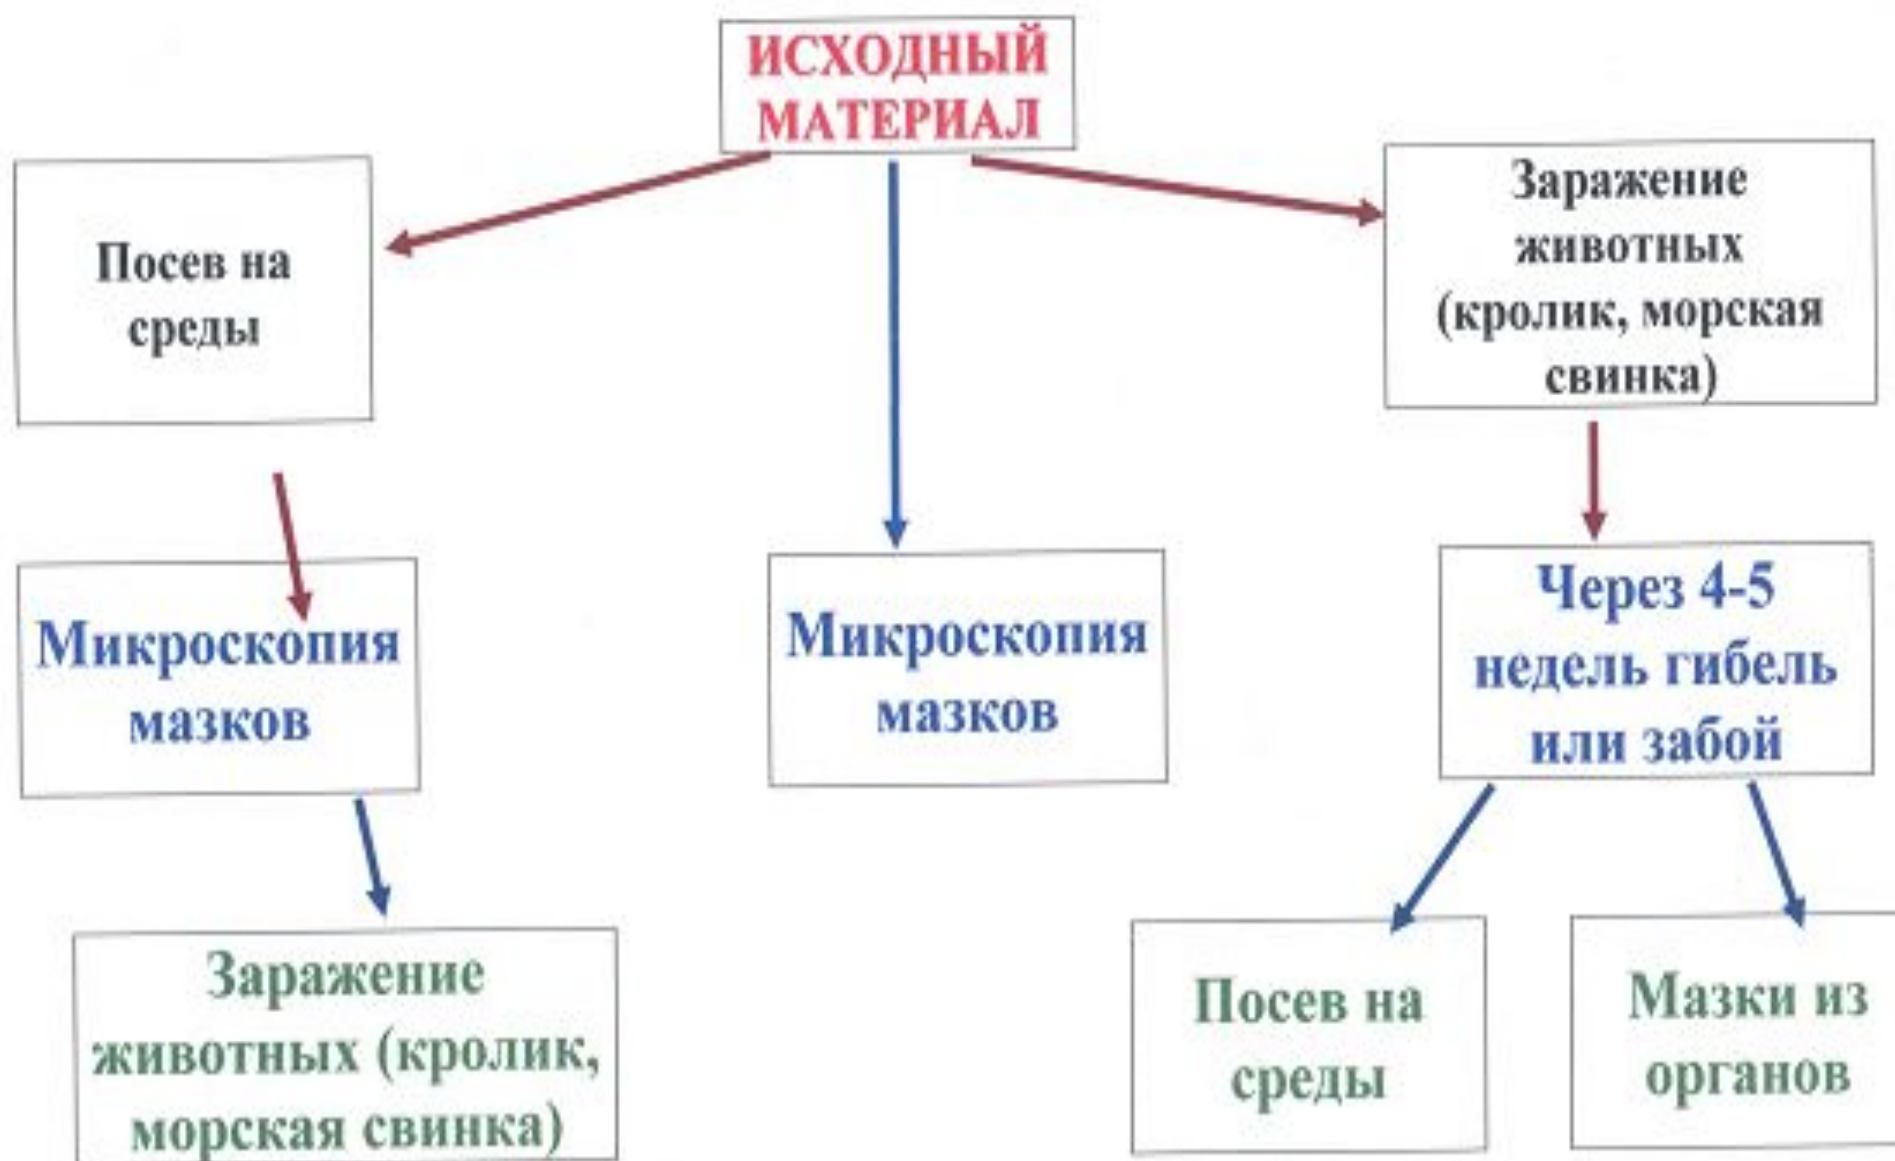 ИСХОДНЫЙ
МАТЕРИАЛ
Посев на
среды
Заражение
животных
(кролик, морская
свинка)
Микроскопия
мазков
Микроскопия
мазков
Через 4-5
недель гибель
или забой
Заражение
животных (кролик,
морская свинка)
Посев на
среды
Мазки из
органов